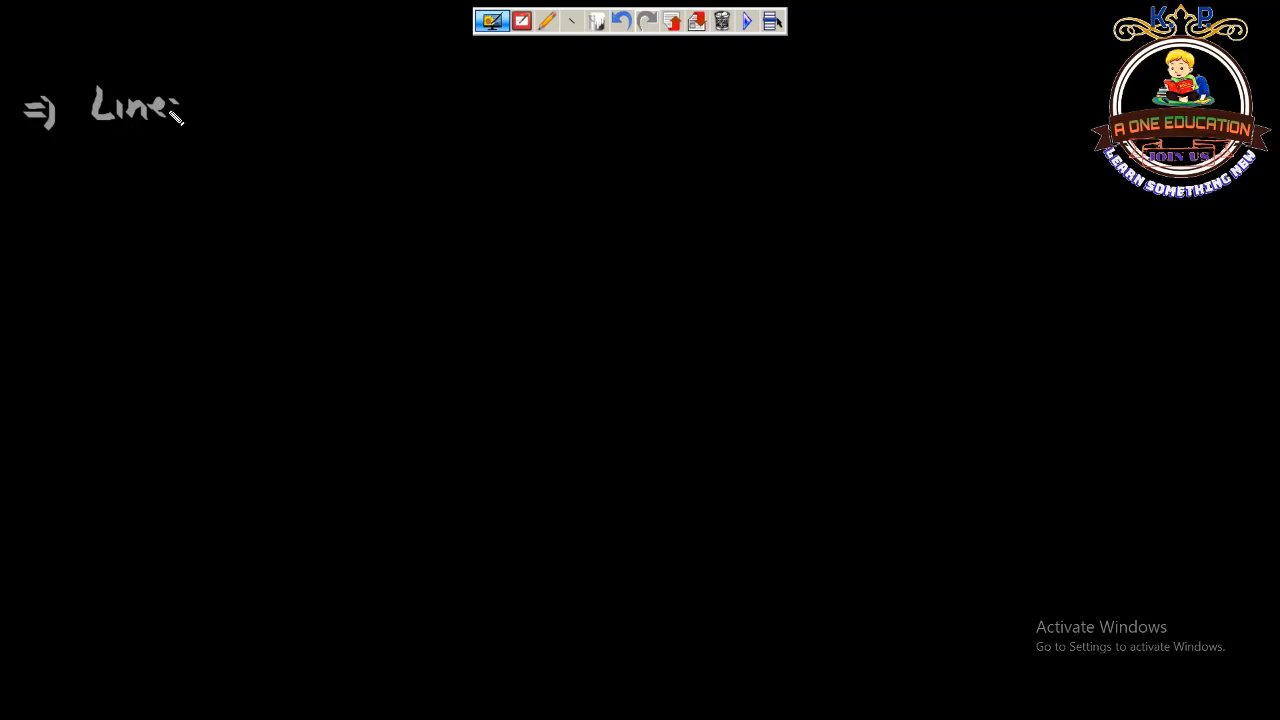 K P
A ONE EDUCATION
JOIN US
LEARN SOMETHING NEW
⇒ Line:
Activate Windows
Go to Settings to activate Windows.